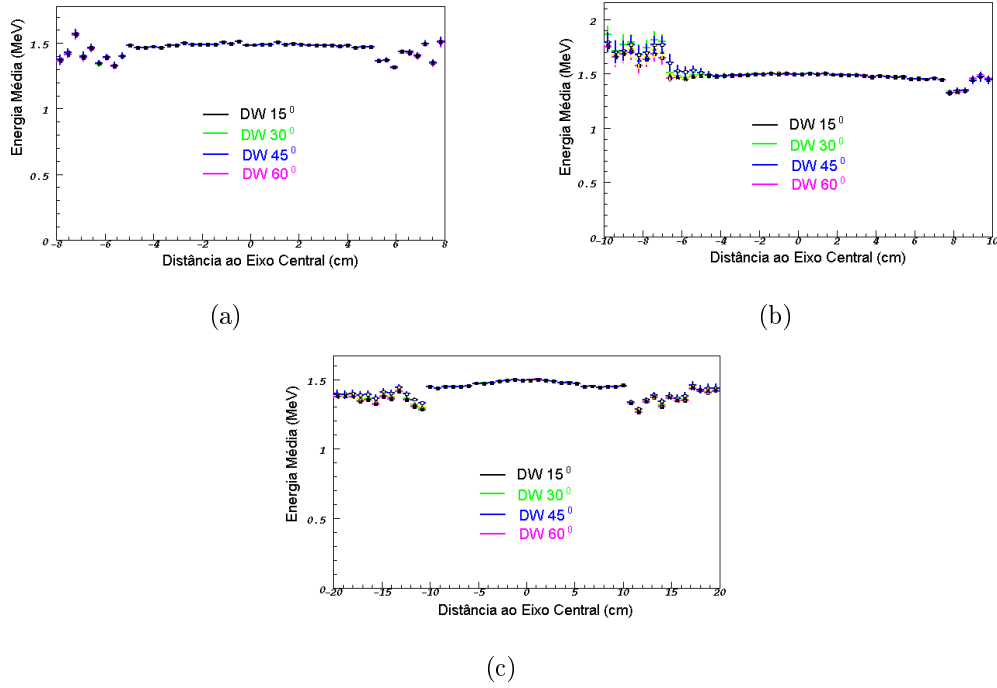 Energia Média (MeV)
1.5
1
0.5
0
DW 15⁰
DW 30⁰
DW 45⁰
DW 60⁰
-8 -6 -4 -2 0 2 4 6 8
Distância ao Eixo Central (cm)
(a)
Energia Média (MeV)
2
1.5
1
0.5
0
DW 15⁰
DW 30⁰
DW 45⁰
DW 60⁰
-10 -8 -6 -4 -2 0 2 4 6 8 10
Distância ao Eixo Central (cm)
(b)
Energia Média (MeV)
1.5
1
0.5
0
DW 15⁰
DW 30⁰
DW 45⁰
DW 60⁰
-20 -15 -10 -5 0 5 10 15 20
Distância ao Eixo Central (cm)
(c)